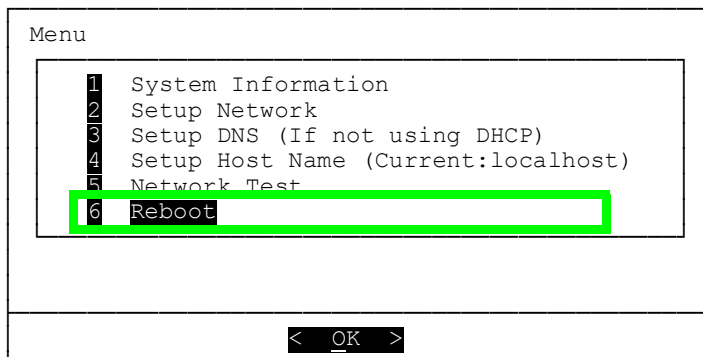 Menu
1 System Information
2 Setup Network
3 Setup DNS (If not using DHCP)
4 Setup Host Name (Current:localhost)
5 Network Test
6 Reboot
< OK >